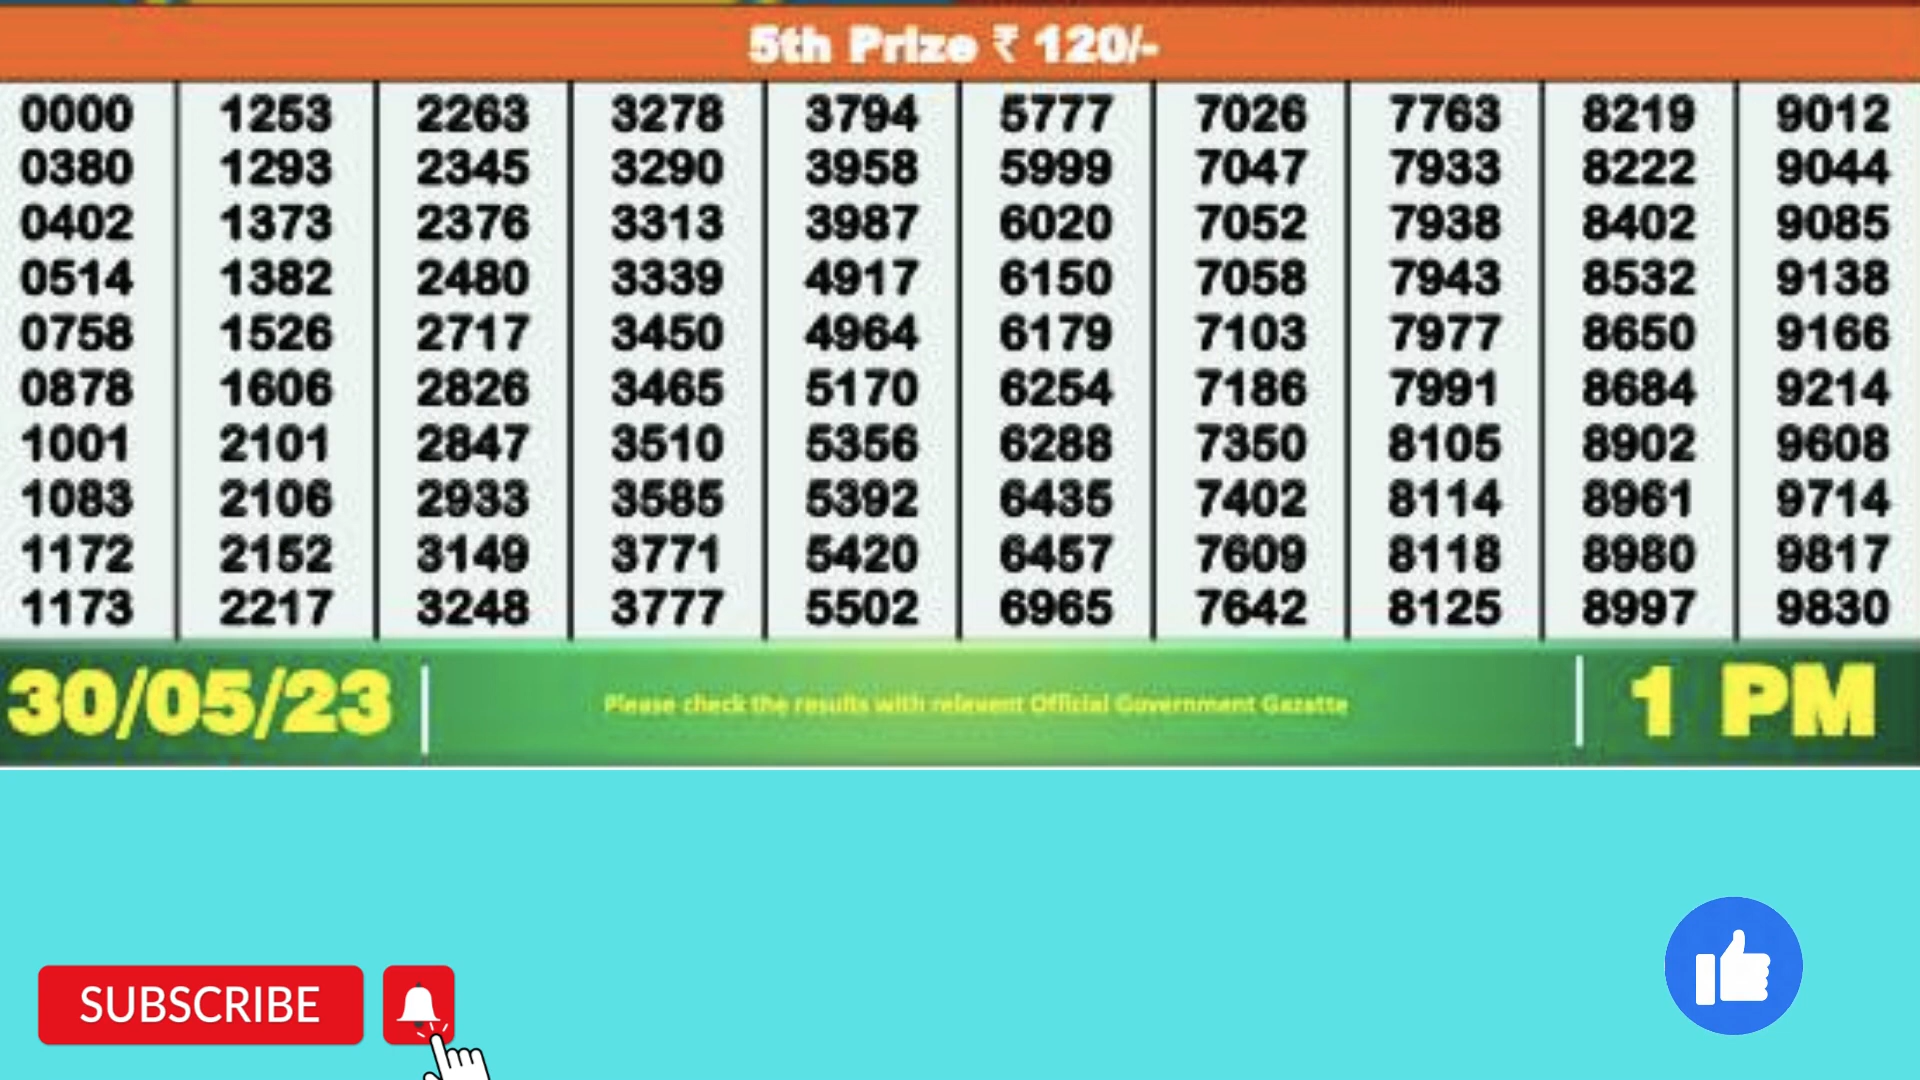 5th Prize ₹ 120/-
0000 1253 2263 3278 3794 5777 7026 7763 8219 9012
0380 1293 2345 3290 3958 5999 7047 7933 8222 9044
0402 1373 2376 3313 3987 6020 7052 7938 8402 9085
0514 1382 2480 3339 4917 6150 7058 7943 8532 9138
0758 1526 2717 3450 4964 6179 7103 7977 8650 9166
0878 1606 2826 3465 5170 6254 7186 7991 8684 9214
1001 2101 2847 3510 5356 6288 7350 8105 8902 9608
1083 2106 2933 3585 5392 6435 7402 8114 8961 9714
1172 2152 3149 3771 5420 6457 7609 8118 8980 9817
1173 2217 3248 3777 5502 6965 7642 8125 8997 9830
30/05/23 Please check the results with relevent Official Government Gazatte 1 PM
SUBSCRIBE